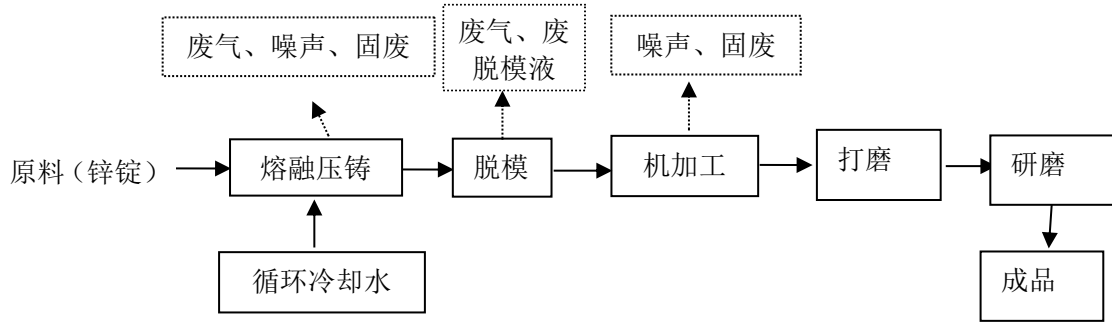 废气、噪声、固废
废气、废
脱模液
噪声、固废
原料（锌锭）
熔融压铸
脱模
机加工
打磨
研磨
循环冷却水
成品